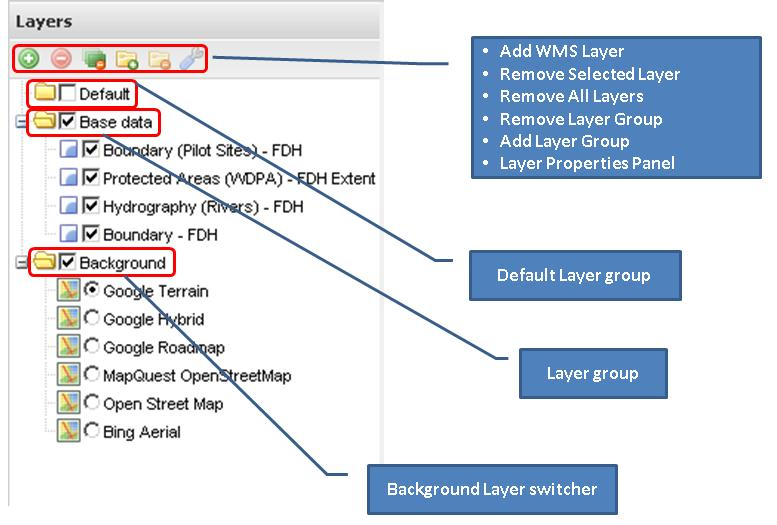 Layers
Default
Base data
Boundary (Pilot Sites) - FDH
Protected Areas (WDPA) - FDH Extent
Hydrography (Rivers) - FDH
Boundary - FDH
Background
Google Terrain
Google Hybrid
Google Roadmap
MapQuest OpenStreetMap
Open Street Map
Bing Aerial
• Add WMS Layer
• Remove Selected Layer
• Remove All Layers
• Remove Layer Group
• Add Layer Group
• Layer Properties Panel
Default Layer group
Layer group
Background Layer switcher